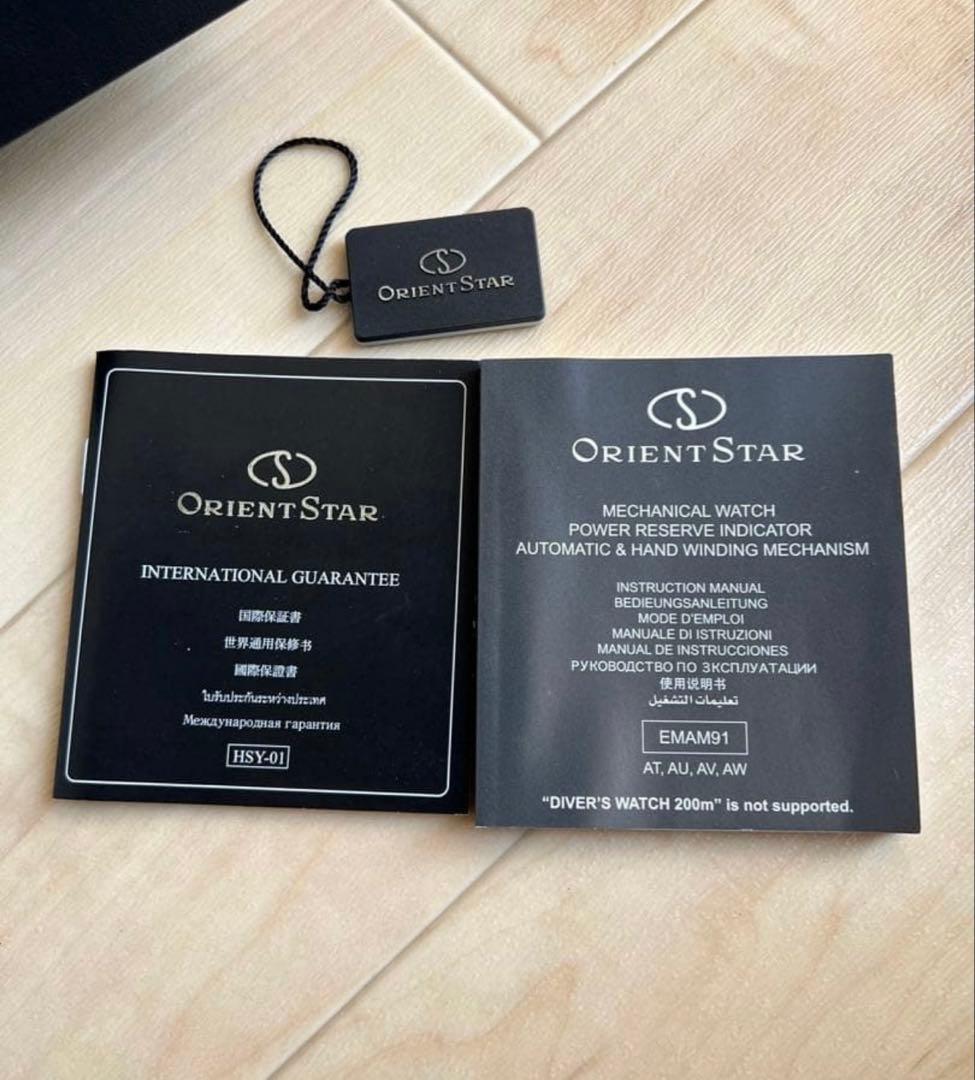 ORIENT STAR
ORIENT STAR
INTERNATIONAL GUARANTEE
国際保証書
世界通用保修书
國際保證書
ใบรับประกันระหว่างประเทศ
Международная гарантия
HSY-01
ORIENT STAR
MECHANICAL WATCH
POWER RESERVE INDICATOR
AUTOMATIC & HAND WINDING MECHANISM
INSTRUCTION MANUAL
BEDIEUNGSANLEITUNG
MODE D'EMPLOI
MANUALE DI ISTRUZIONI
MANUAL DE INSTRUCCIONES
РУКОВОДСТВО ПО ЗКСПЛУАТАЦИИ
使用说明书
تعليمات التشغيل
EMAM91
AT, AU, AV, AW
“DIVER'S WATCH 200m” is not supported.